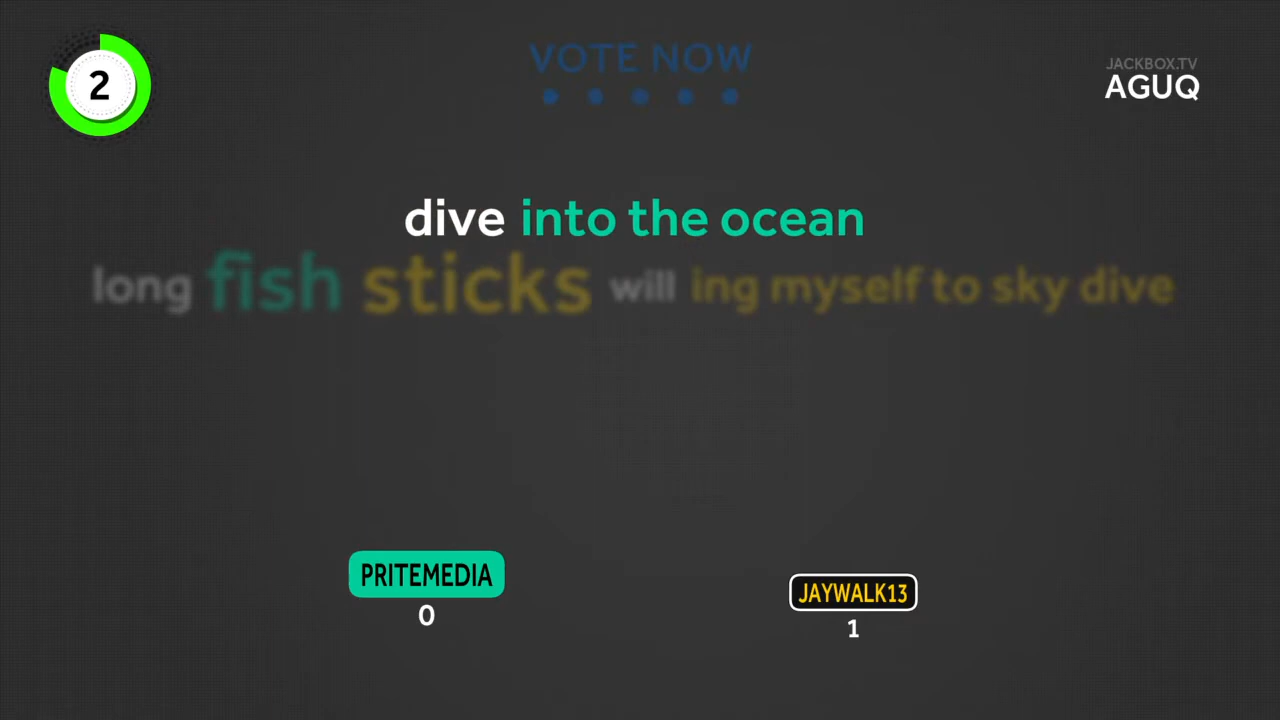 2
VOTE NOW
JACKBOX.TV
AGUQ
dive into the ocean
long fish sticks will ing myself to sky dive
PRITEMEDIA
0
JAYWALK13
1